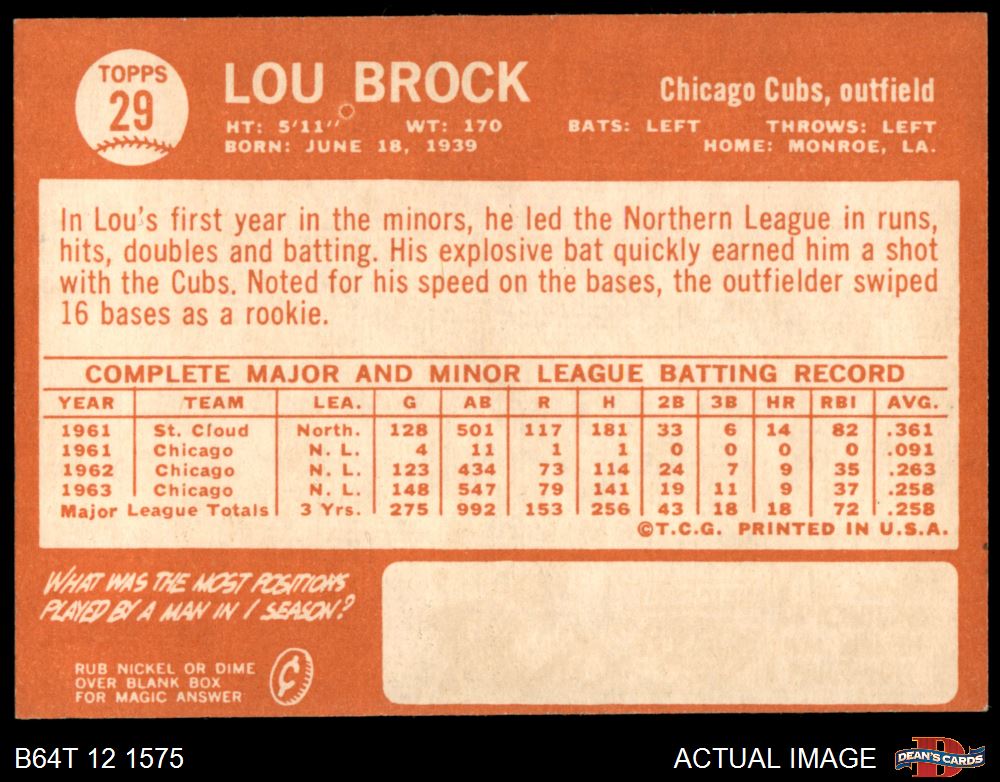 TOPPS
29
LOU BROCK
Chicago Cubs, outfield
HT: 5'11" WT: 170 BATS: LEFT THROWS: LEFT
BORN: JUNE 18, 1939 HOME: MONROE, LA.
In Lou's first year in the minors, he led the Northern League in runs,
hits, doubles and batting. His explosive bat quickly earned him a shot
with the Cubs. Noted for his speed on the bases, the outfielder swiped
16 bases as a rookie.
COMPLETE MAJOR AND MINOR LEAGUE BATTING RECORD
YEAR TEAM LEA. G AB R H 2B 3B HR RBI AVG.
1961 St. Cloud North. 128 501 117 181 33 6 14 82 .361
1961 Chicago N. L. 4 11 1 1 0 0 0 0 .091
1962 Chicago N. L. 123 434 73 114 24 7 9 35 .263
1963 Chicago N. L. 148 547 79 141 19 11 9 37 .258
Major League Totals 3 Yrs. 275 992 153 256 43 18 18 72 .258
©T.C.G. PRINTED IN U.S.A.
WHAT WAS THE MOST POSITIONS
PLAYED BY A MAN IN 1 SEASON?
RUB NICKEL OR DIME
OVER BLANK BOX
FOR MAGIC ANSWER
¢
B64T 12 1575
ACTUAL IMAGE
D
DEAN'S CARDS